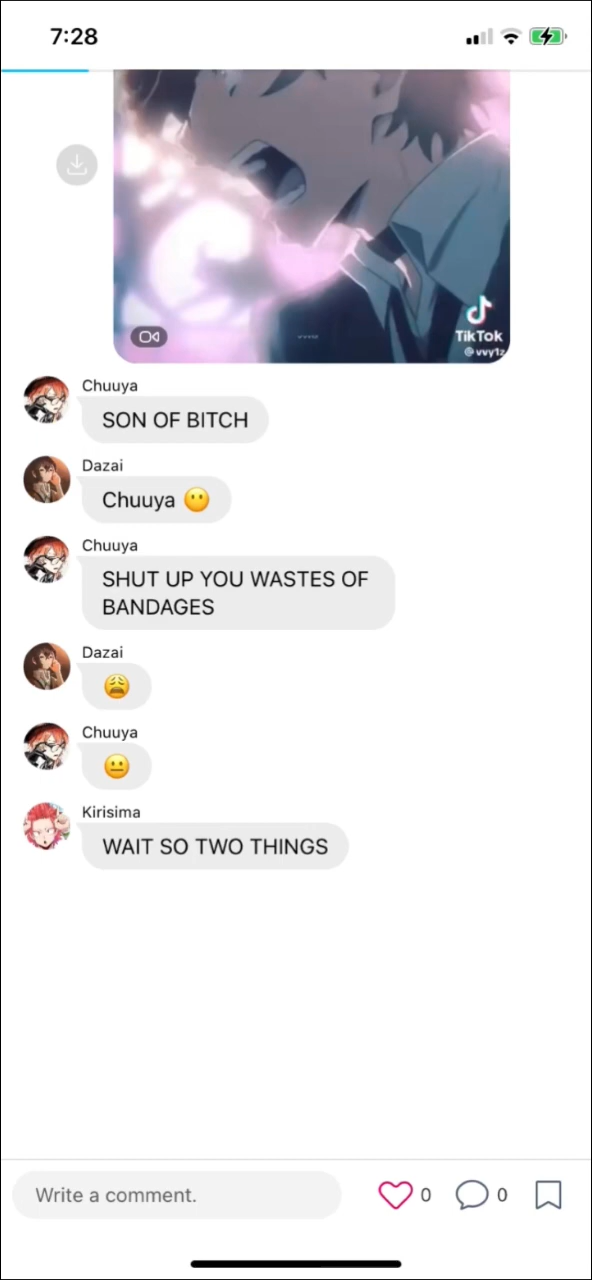 7:28
TikTok
@vvy1z
Chuuya
SON OF BITCH
Dazai
Chuuya 😶
Chuuya
SHUT UP YOU WASTES OF
BANDAGES
Dazai
😩
Chuuya
😐
Kirisima
WAIT SO TWO THINGS
Write a comment.
0
0